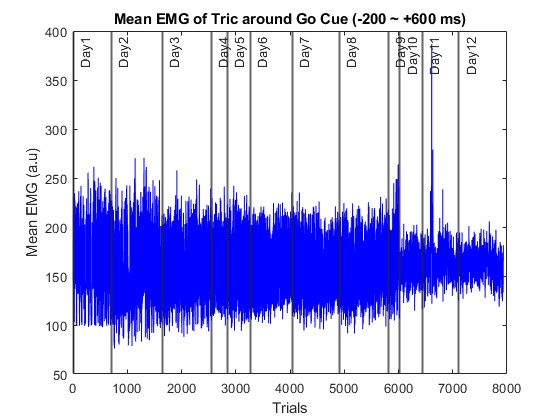 Mean EMG of Tric around Go Cue (-200 ~ +600 ms)
400
350
300
250
200
150
100
50
Mean EMG (a.u)
Day1
Day2
Day3
Day4
Day5
Day6
Day7
Day8
Day9
Day10
Day11
Day12
0
1000
2000
3000
4000
5000
6000
7000
8000
Trials